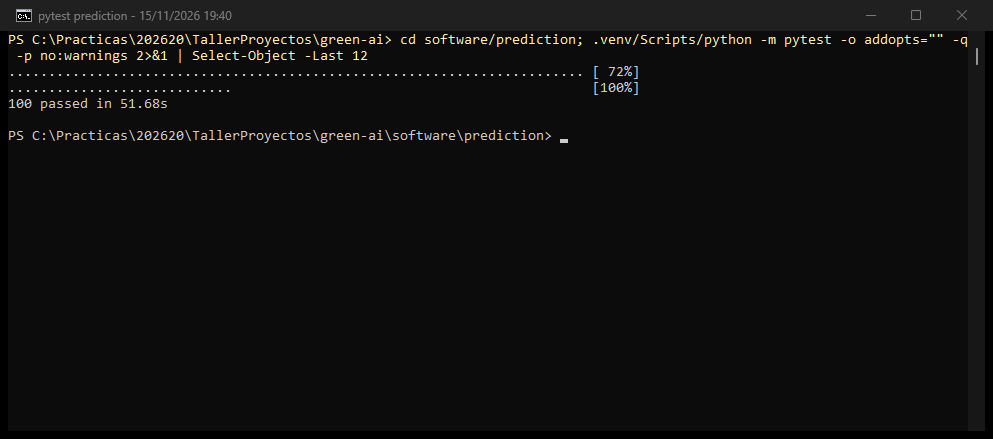 pytest prediction - 15/11/2026 19:40
PS C:\Practicas\202620\TallerProyectos\green-ai> cd software/prediction; .venv/Scripts/python -m pytest -o addopts="" -q
 -p no:warnings 2>&1 | Select-Object -Last 12
........................................................................ [ 72%]
............................                                             [100%]
100 passed in 51.68s
PS C:\Practicas\202620\TallerProyectos\green-ai\software\prediction>